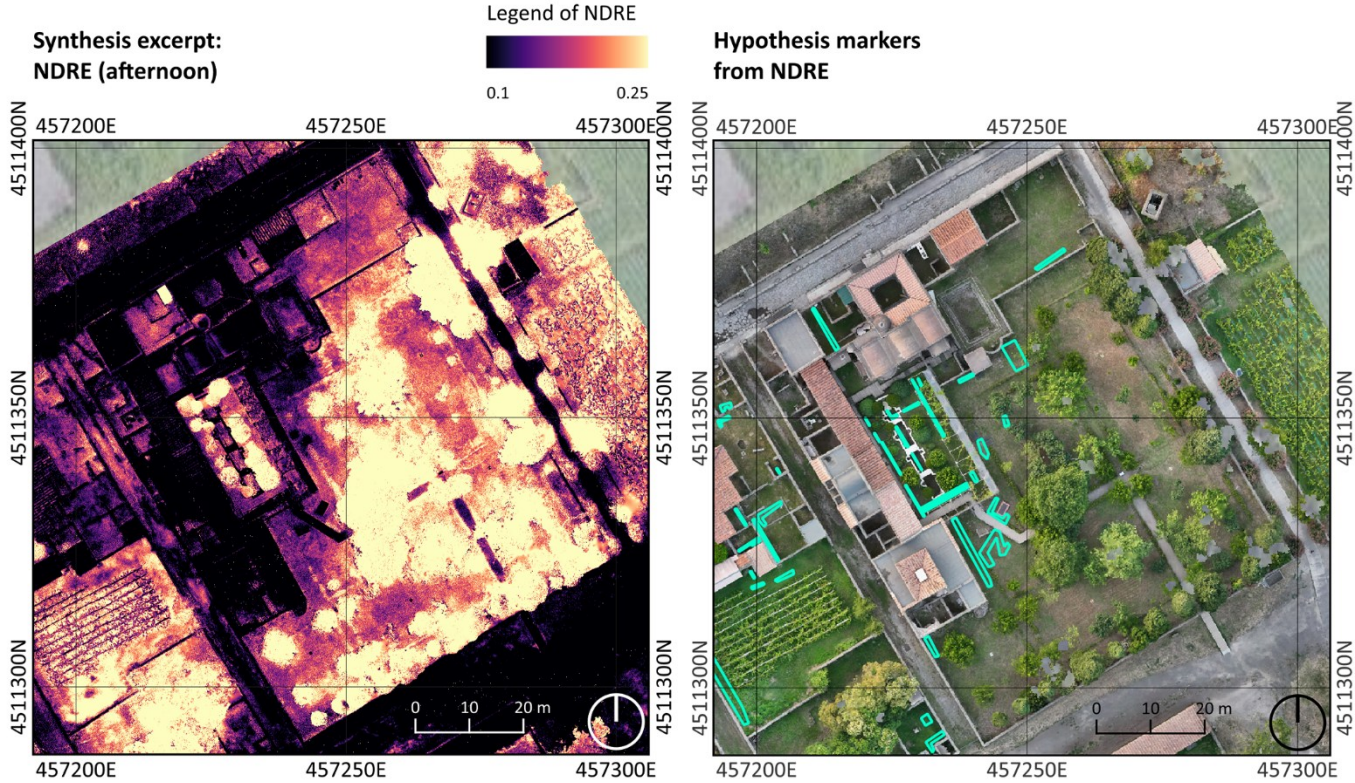 Legend of NDRE
Synthesis excerpt:
NDRE (afternoon)
0.1 0.25
Hypothesis markers
from NDRE
457200E 457250E 457300E
4511400N 4511400N
4511350N 4511350N
4511300N 4511300N
0 10 20 m
457200E 457250E 457300E
457200E 457250E 457300E
4511400N 4511400N
4511350N 4511350N
4511300N 4511300N
0 10 20 m
457200E 457250E 457300E